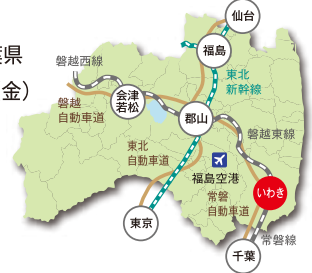 仙台
葉県
福島
磐越西線
東北
新幹線
金）
会津
若松
磐越
自動車道
郡山
磐越東線
東北
自動車道
福島空港
いわき
常磐
自動車道
東京
常磐線
千葉